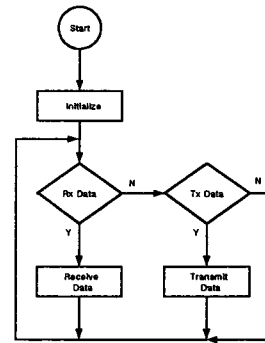 Start
Initialize
Rx Data
N
Tx Data
N
Y
Y
Receive
Data
Transmit
Data